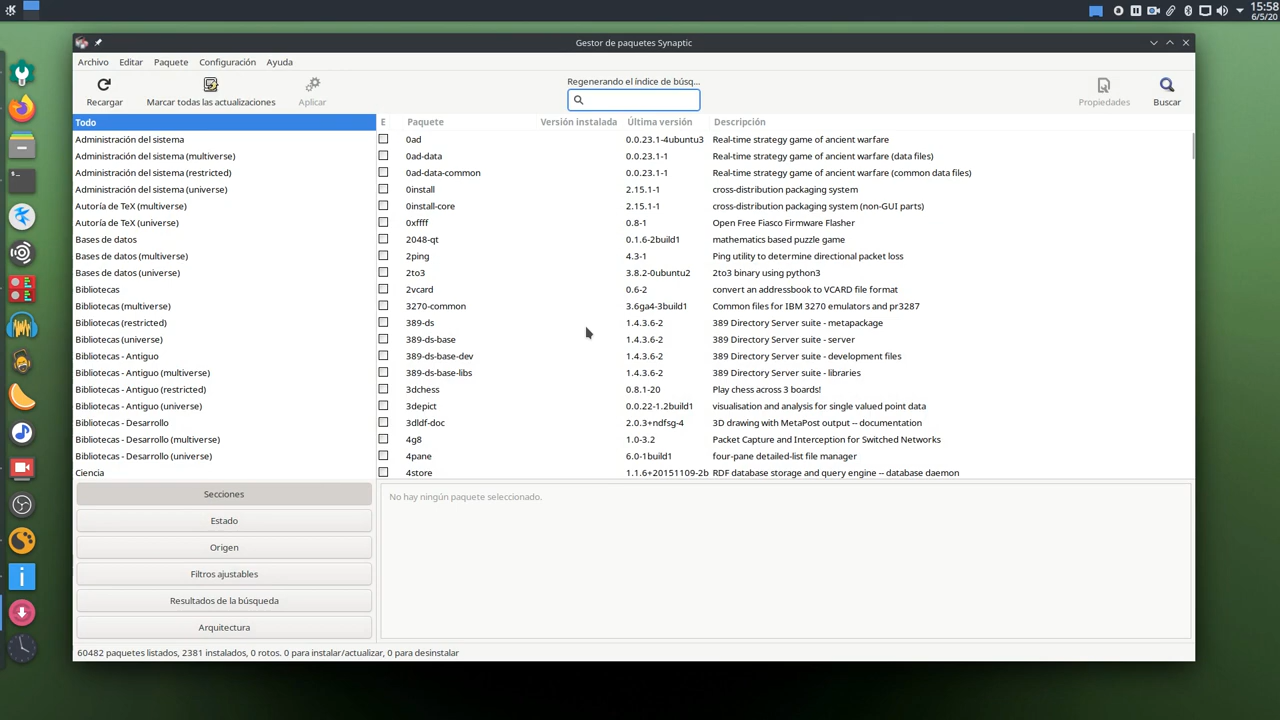 15:58
6/5/20
Gestor de paquetes Synaptic
Archivo Editar Paquete Configuración Ayuda
Recargar Marcar todas las actualizaciones Aplicar Regenerando el índice de búsq... Propiedades Buscar
Todo
Administración del sistema
Administración del sistema (multiverse)
Administración del sistema (restricted)
Administración del sistema (universe)
Autoría de TeX (multiverse)
Autoría de TeX (universe)
Bases de datos
Bases de datos (multiverse)
Bases de datos (universe)
Bibliotecas
Bibliotecas (multiverse)
Bibliotecas (restricted)
Bibliotecas (universe)
Bibliotecas - Antiguo
Bibliotecas - Antiguo (multiverse)
Bibliotecas - Antiguo (restricted)
Bibliotecas - Antiguo (universe)
Bibliotecas - Desarrollo
Bibliotecas - Desarrollo (multiverse)
Bibliotecas - Desarrollo (universe)
Ciencia
Secciones
Estado
Origen
Filtros ajustables
Resultados de la búsqueda
Arquitectura
E Paquete Versión instalada Última versión Descripción
0ad 0.0.23.1-4ubuntu3 Real-time strategy game of ancient warfare
0ad-data 0.0.23.1-1 Real-time strategy game of ancient warfare (data files)
0ad-data-common 0.0.23.1-1 Real-time strategy game of ancient warfare (common data files)
0install 2.15.1-1 cross-distribution packaging system
0install-core 2.15.1-1 cross-distribution packaging system (non-GUI parts)
0xffff 0.8-1 Open Free Fiasco Firmware Flasher
2048-qt 0.1.6-2build1 mathematics based puzzle game
2ping 4.3-1 Ping utility to determine directional packet loss
2to3 3.8.2-0ubuntu2 2to3 binary using python3
2vcard 0.6-2 convert an addressbook to VCARD file format
3270-common 3.6ga4-3build1 Common files for IBM 3270 emulators and pr3287
389-ds 1.4.3.6-2 389 Directory Server suite - metapackage
389-ds-base 1.4.3.6-2 389 Directory Server suite - server
389-ds-base-dev 1.4.3.6-2 389 Directory Server suite - development files
389-ds-base-libs 1.4.3.6-2 389 Directory Server suite - libraries
3dchess 0.8.1-20 Play chess across 3 boards!
3depict 0.0.22-1.2build1 visualisation and analysis for single valued point data
3dldf-doc 2.0.3+ndfsg-4 3D drawing with MetaPost output -- documentation
4g8 1.0-3.2 Packet Capture and Interception for Switched Networks
4pane 6.0-1build1 four-pane detailed-list file manager
4store 1.1.6+20151109-2b RDF database storage and query engine -- database daemon
No hay ningún paquete seleccionado.
60482 paquetes listados, 2381 instalados, 0 rotos. 0 para instalar/actualizar, 0 para desinstalar